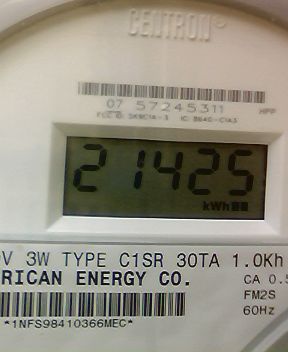 CENTRON®
07 57245311 HPP
21425
kWh
V 3W TYPE C1SR 30TA 1.0Kh
RICAN ENERGY CO.
CA 0.5
FM2S
60Hz
*1NFS98410366MEC*